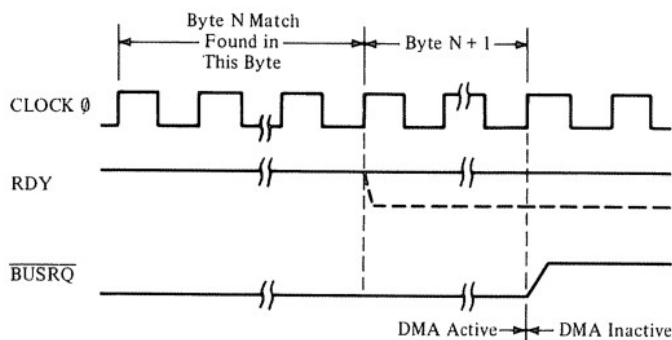 Byte N Match
Found in
This Byte
Byte N + 1
CLOCK ∅
RDY
BUSRQ
DMA Active
DMA Inactive